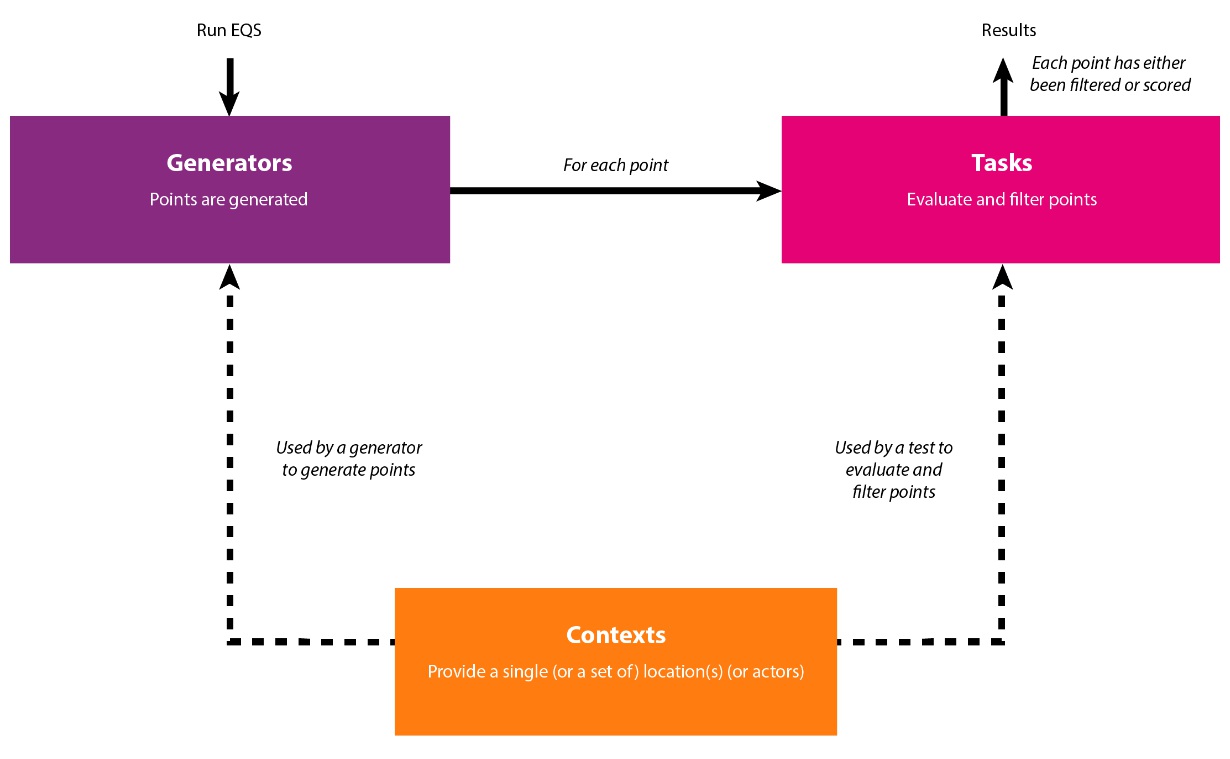 Run EQS
Results
Each point has either
been filtered or scored
Generators
Points are generated
For each point
Tasks
Evaluate and filter points
Used by a generator
to generate points
Used by a test to
evaluate and
filter points
Contexts
Provide a single (or a set of) location(s) (or actors)